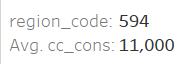 region_code: 594
Avg. cc_cons: 11,000